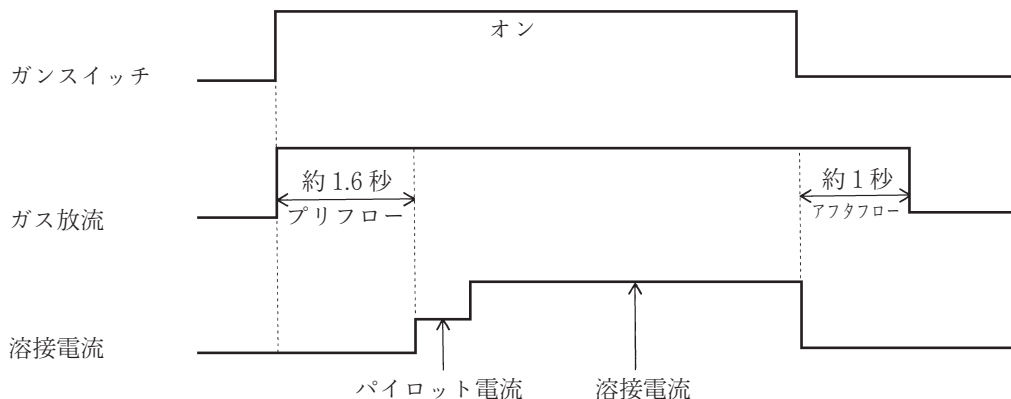 オン
ガンスイッチ
約 1.6 秒
プリフロー
約 1 秒
アフタフロー
ガス放流
溶接電流
パイロット電流
溶接電流